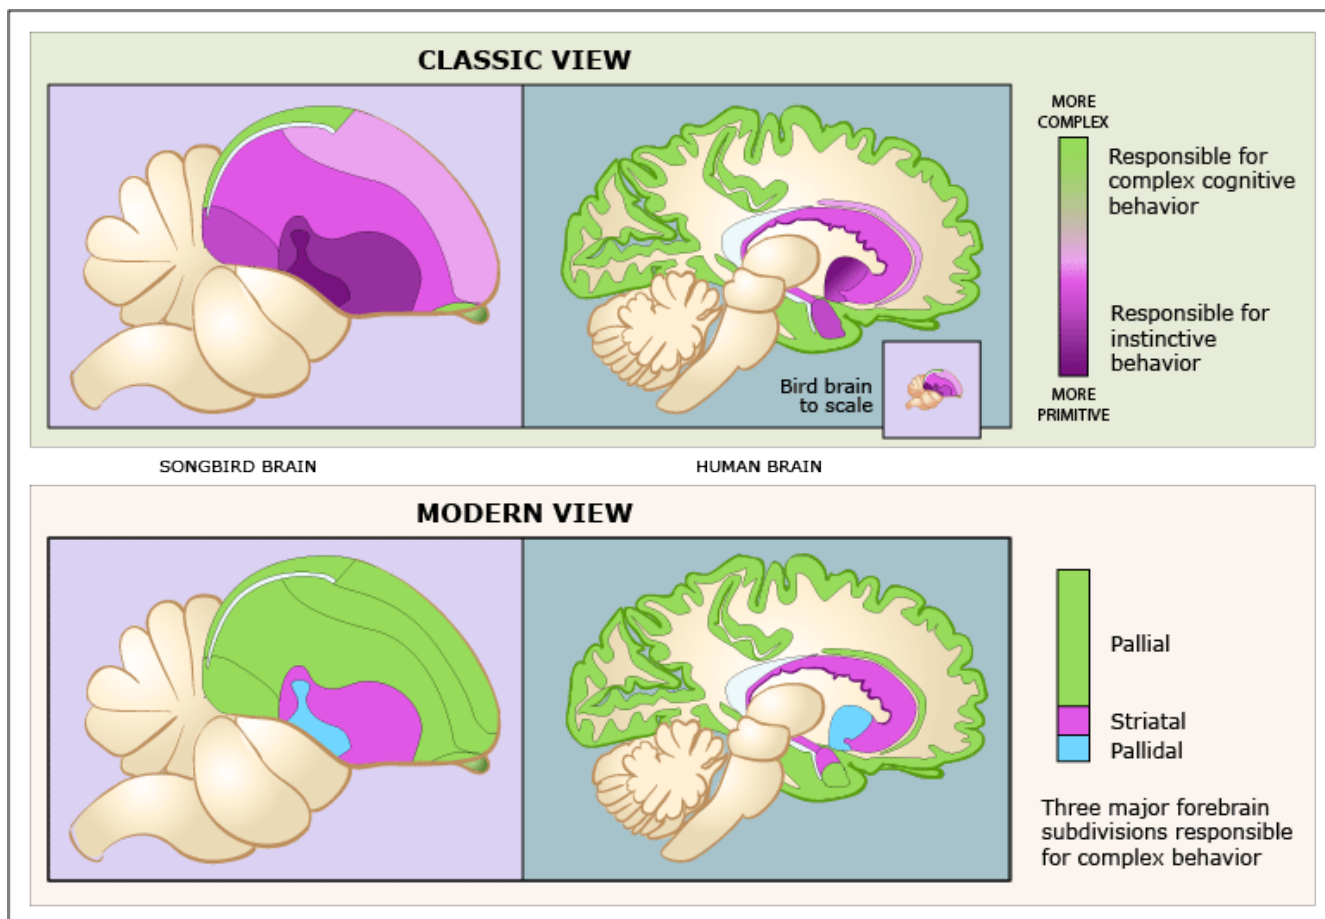 CLASSIC VIEW
MORE
COMPLEX
Responsible for
complex cognitive
behavior
Responsible for
instinctive
behavior
MORE
PRIMITIVE
Bird brain
to scale
SONGBIRD BRAIN
HUMAN BRAIN
MODERN VIEW
Pallial
Striatal
Pallidal
Three major forebrain
subdivisions responsible
for complex behavior